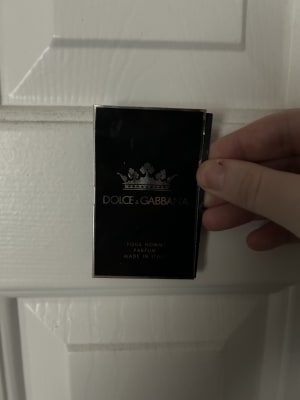 DOLCE & GABBANA
POUR HOMME
PARFUM
MADE IN ITALY